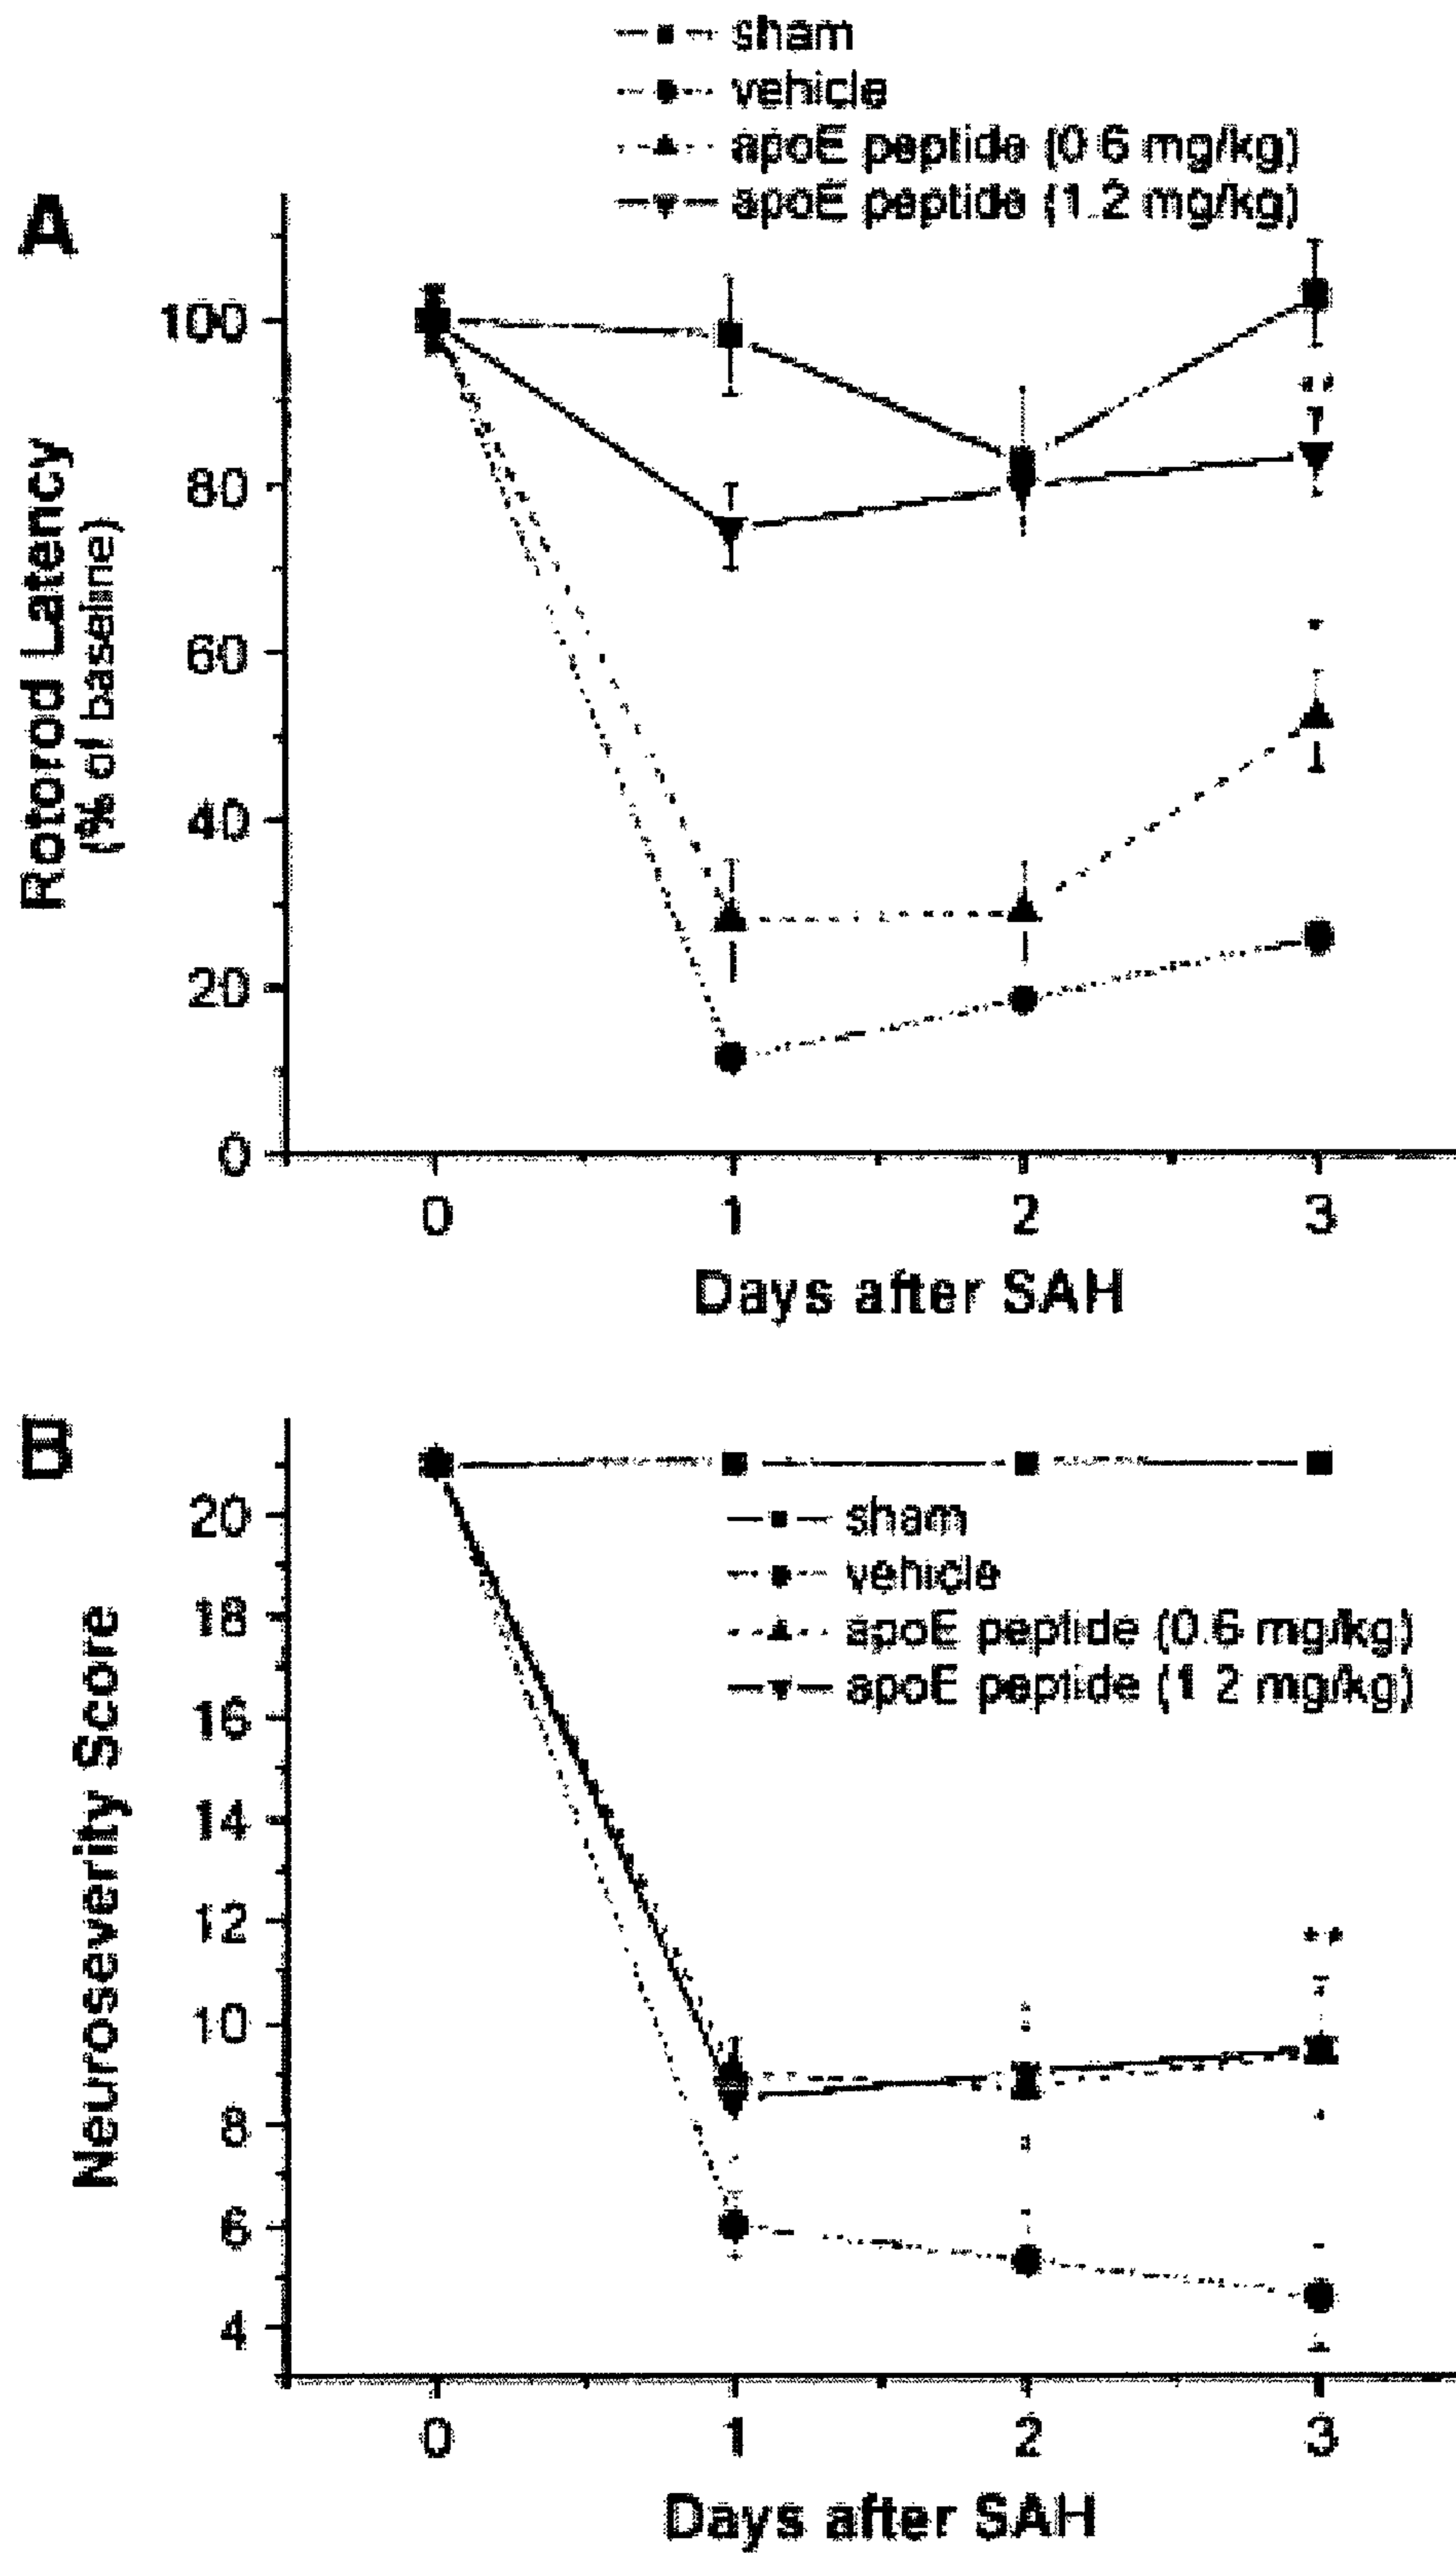 sham
vehicle
apoE peptide (0 6 mg/kg)
apoE peptide (1.2 mg/kg)
A
100
80
60
40
20
0
Rotorod Latency
(% of baseline)
0 1 2 3
Days after SAH
B
20
18
16
14
12
10
8
6
4
Neuroseverity Score
sham
vehicle
apoE peptide (0.6 mg/kg)
apoE peptide (1 2 mg/kg)
**
0 1 2 3
Days after SAH